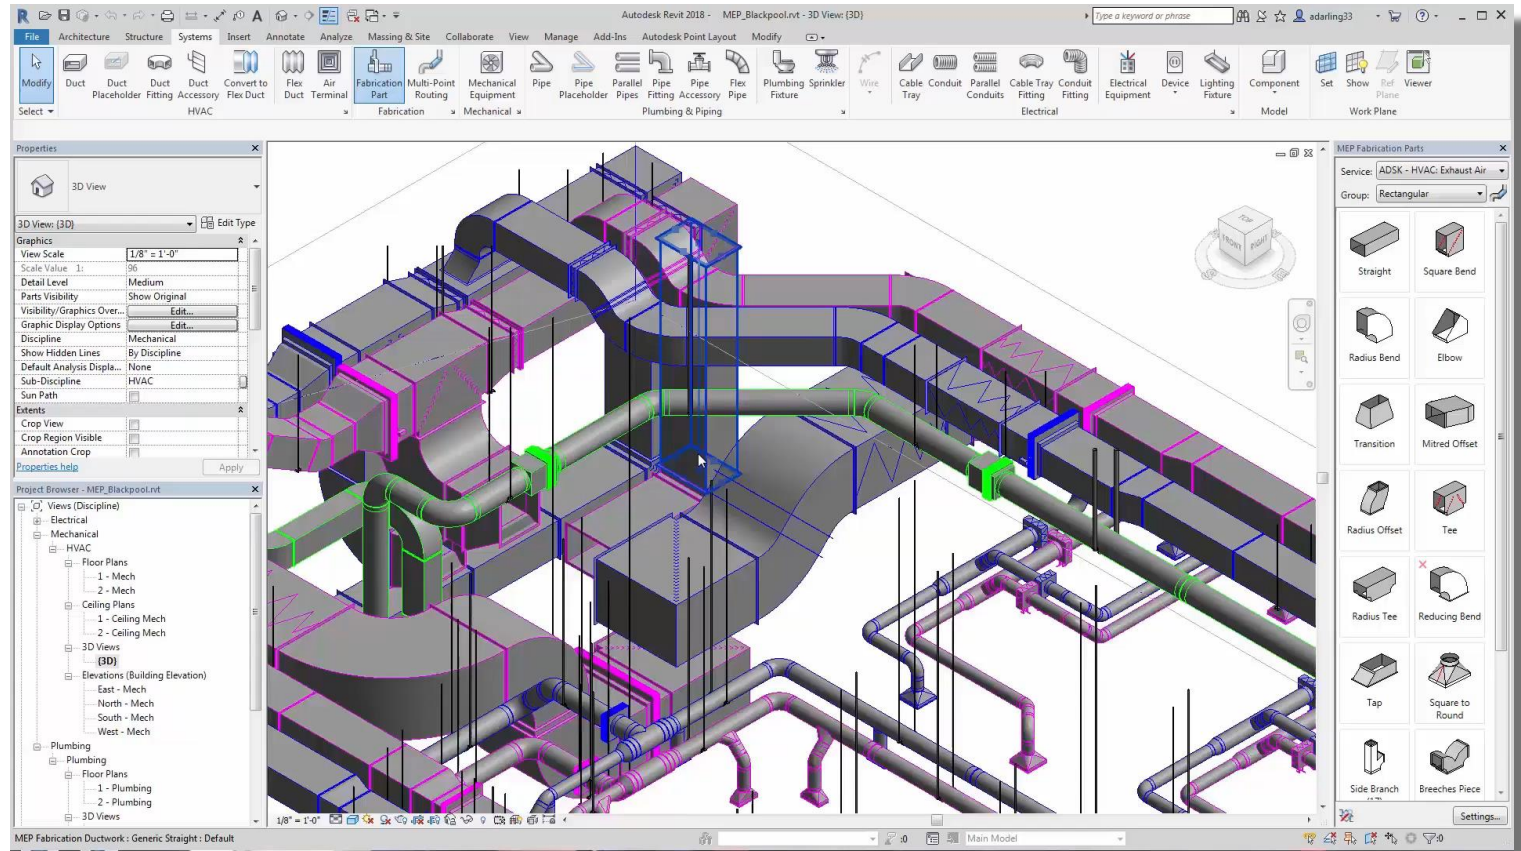 Autodesk Revit 2018 - MEP_Blackpool.rvt - 3D View: {3D}
Type a keyword or phrase
adarling33
File Architecture Structure Systems Insert Annotate Analyze Massing & Site Collaborate View Manage Add-Ins Autodesk Point Layout Modify
Modify Duct Duct Placeholder Duct Fitting Duct Accessory Convert to Flex Duct Flex Duct Air Terminal Fabrication Part Multi-Point Routing Mechanical Equipment Pipe Pipe Placeholder Parallel Pipes Pipe Fitting Pipe Accessory Flex Pipe Plumbing Fixture Sprinkler Wire Cable Tray Conduit Parallel Conduits Cable Tray Fitting Conduit Fitting Electrical Equipment Device Lighting Fixture Component Set Show Ref Plane Viewer
Select HVAC Fabrication Mechanical Plumbing & Piping Electrical Model Work Plane
Properties
3D View
3D View: {3D} Edit Type
Graphics
View Scale 1/8" = 1'-0"
Scale Value 1: 96
Detail Level Medium
Parts Visibility Show Original
Visibility/Graphics Over... Edit...
Graphic Display Options Edit...
Discipline Mechanical
Show Hidden Lines By Discipline
Default Analysis Displa... None
Sub-Discipline HVAC
Sun Path
Extents
Crop View
Crop Region Visible
Annotation Crop
Properties help Apply
Project Browser - MEP_Blackpool.rvt
Views (Discipline)
Electrical
Mechanical
HVAC
Floor Plans
1 - Mech
2 - Mech
Ceiling Plans
1 - Ceiling Mech
2 - Ceiling Mech
3D Views
{3D}
Elevations (Building Elevation)
East - Mech
North - Mech
South - Mech
West - Mech
Plumbing
Plumbing
Floor Plans
1 - Plumbing
2 - Plumbing
3D Views
TOP
FRONT RIGHT
1/8" = 1'-0"
MEP Fabrication Parts
Service: ADSK - HVAC: Exhaust Air
Group: Rectangular
Straight Square Bend
Radius Bend Elbow
Transition Mitred Offset
Radius Offset Tee
Radius Tee Reducing Bend
Tap Square to Round
Side Branch Breeches Piece
Settings...
MEP Fabrication Ductwork : Generic Straight : Default
:0 Main Model :0